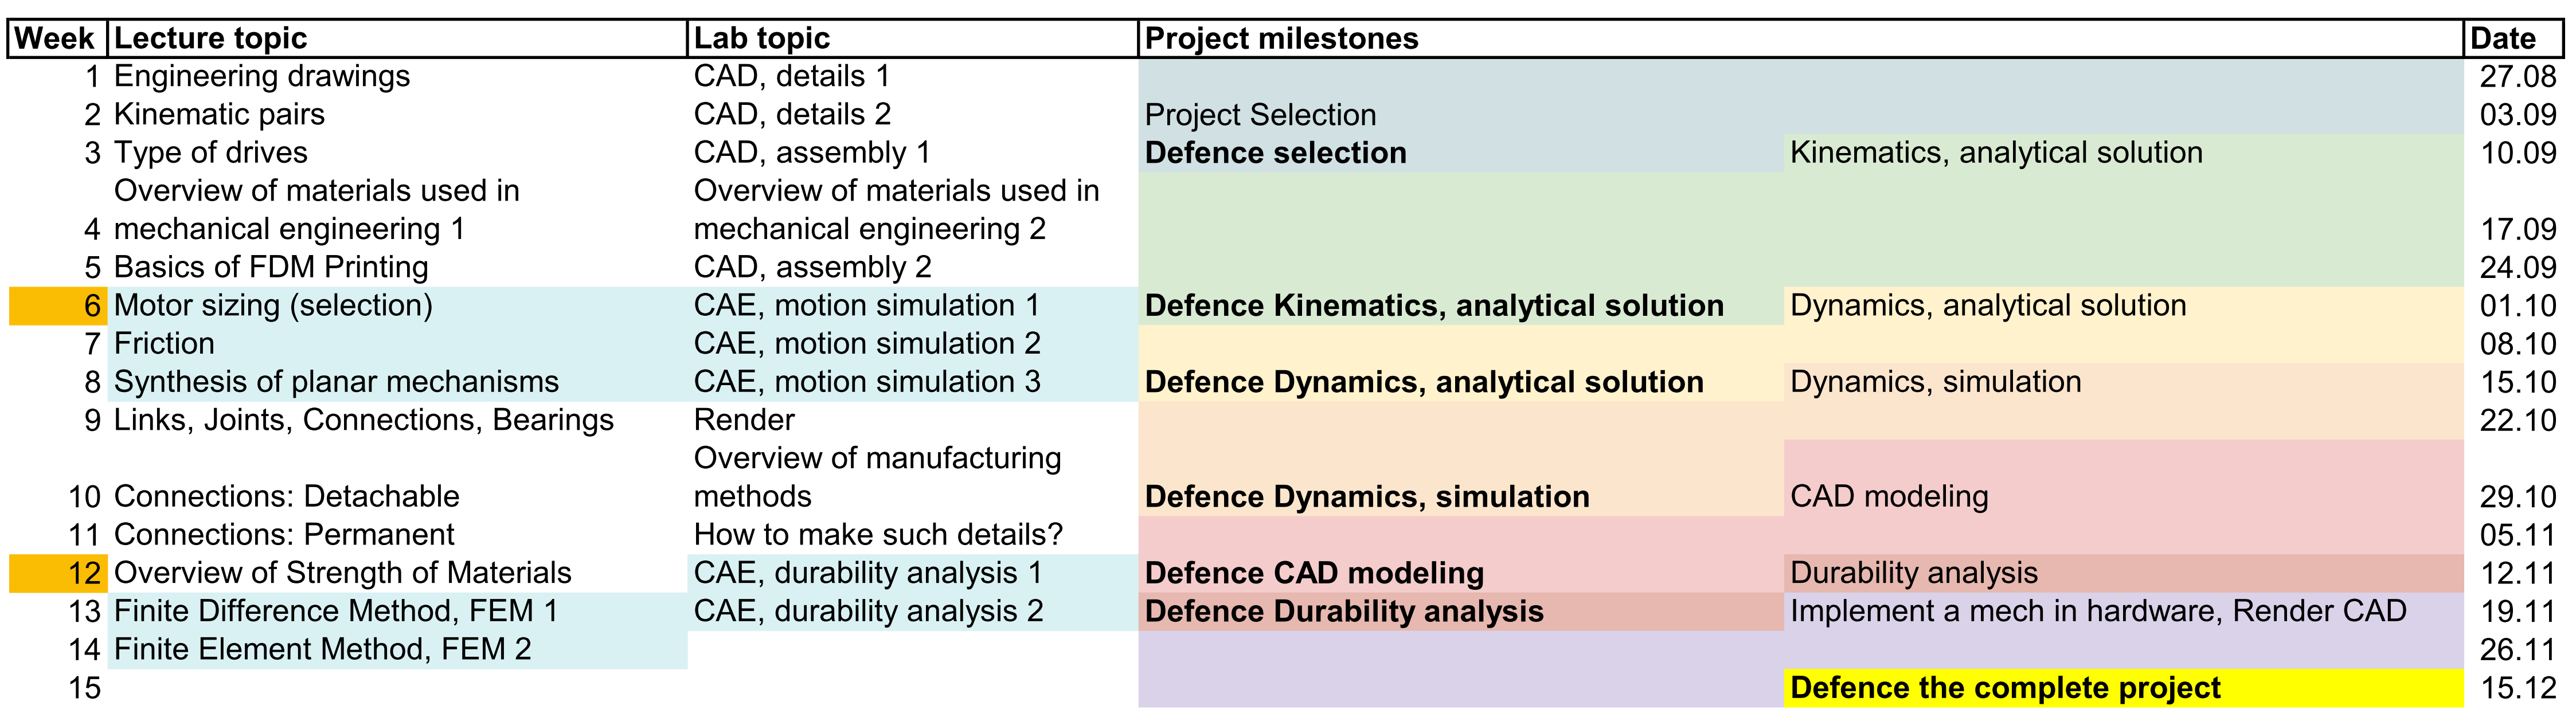 Week Lecture topic Lab topic Project milestones Date
1 Engineering drawings CAD, details 1 27.08
2 Kinematic pairs CAD, details 2 Project Selection 03.09
3 Type of drives CAD, assembly 1 Defence selection Kinematics, analytical solution 10.09
Overview of materials used in Overview of materials used in
4 mechanical engineering 1 mechanical engineering 2 17.09
5 Basics of FDM Printing CAD, assembly 2 24.09
6 Motor sizing (selection) CAE, motion simulation 1 Defence Kinematics, analytical solution Dynamics, analytical solution 01.10
7 Friction CAE, motion simulation 2 08.10
8 Synthesis of planar mechanisms CAE, motion simulation 3 Defence Dynamics, analytical solution Dynamics, simulation 15.10
9 Links, Joints, Connections, Bearings Render 22.10
Overview of manufacturing
10 Connections: Detachable methods Defence Dynamics, simulation CAD modeling 29.10
11 Connections: Permanent How to make such details? 05.11
12 Overview of Strength of Materials CAE, durability analysis 1 Defence CAD modeling Durability analysis 12.11
13 Finite Difference Method, FEM 1 CAE, durability analysis 2 Defence Durability analysis Implement a mech in hardware, Render CAD 19.11
14 Finite Element Method, FEM 2 26.11
15 Defence the complete project 15.12